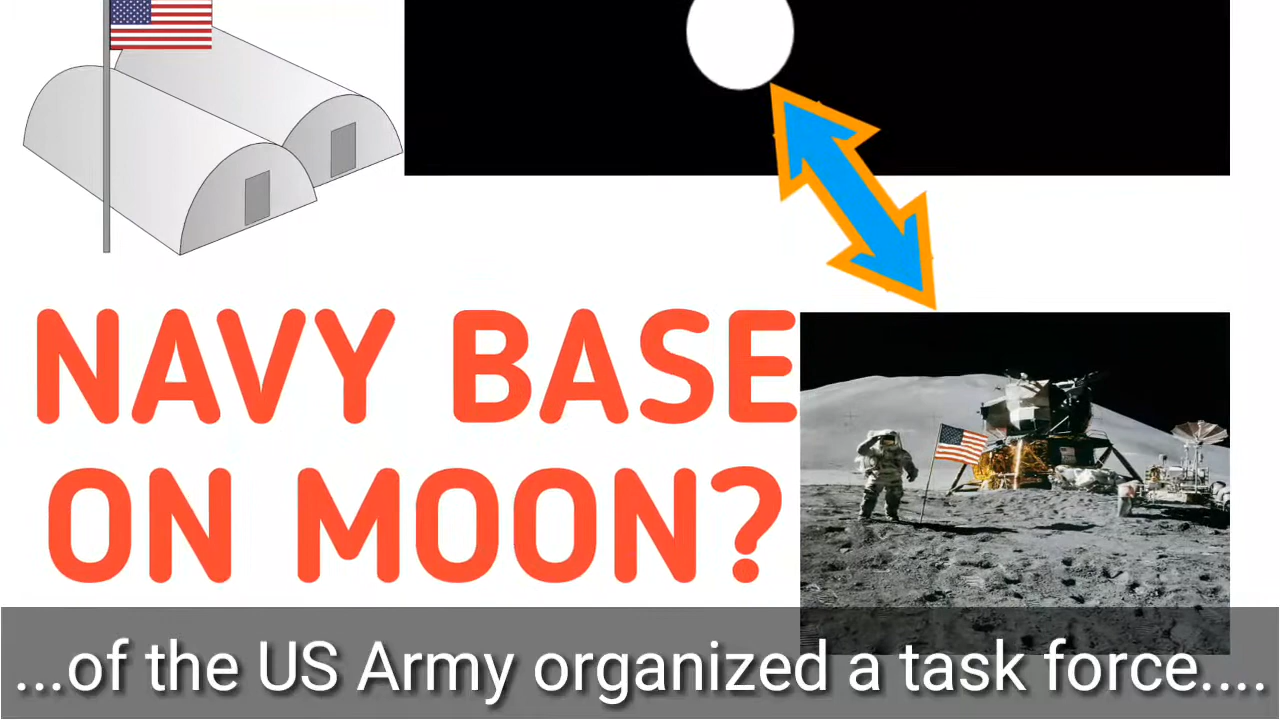 NAVY BASE
ON MOON?
...of the US Army organized a task force....